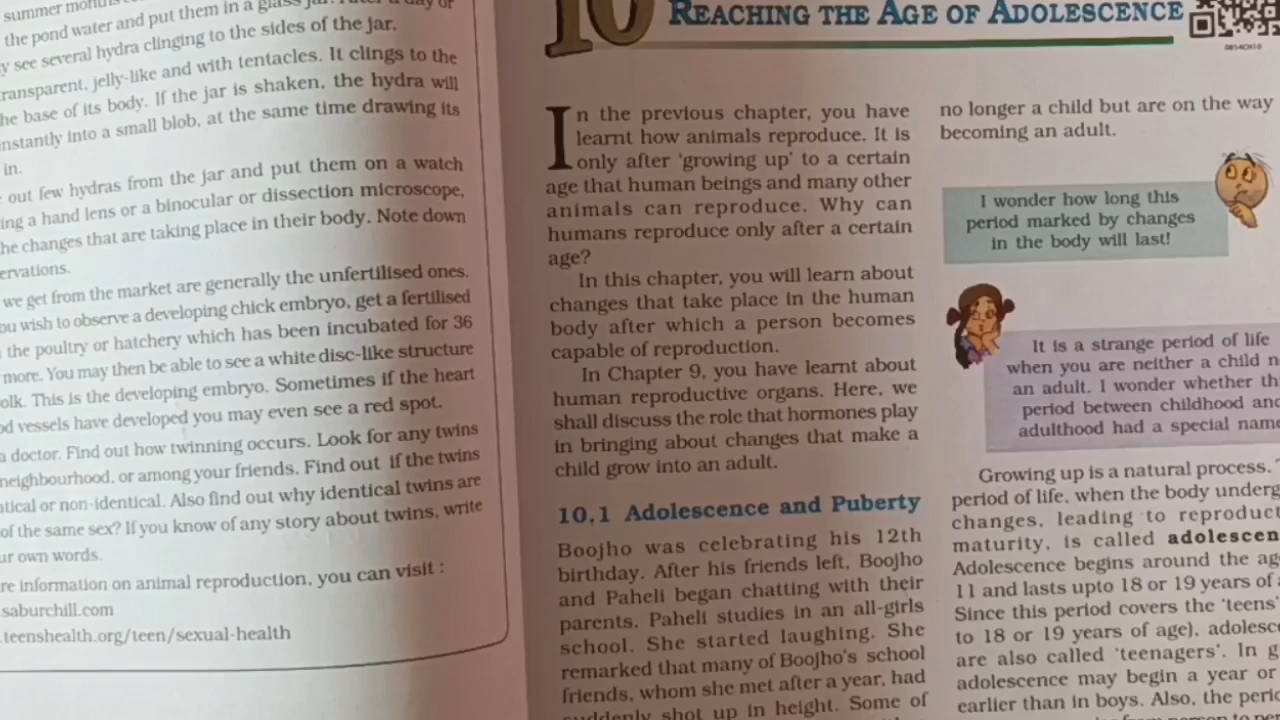 summer
the pond water and put them in a glass jar.
see several hydra clinging to the sides of the jar.
ransparent, jelly-like and with tentacles. It clings to the
he base of its body. If the jar is shaken, the hydra will
nstantly into a small blob, at the same time drawing its
in.
out few hydras from the jar and put them on a watch
ing a hand lens or a binocular or dissection microscope,
he changes that are taking place in their body. Note down
ervations.
we get from the market are generally the unfertilised ones.
ou wish to observe a developing chick embryo, get a fertilised
the poultry or hatchery which has been incubated for 36
more. You may then be able to see a white disc-like structure
olk. This is the developing embryo. Sometimes if the heart
od vessels have developed you may even see a red spot.
a doctor. Find out how twinning occurs. Look for any twins
neighbourhood, or among your friends. Find out if the twins
ntical or non-identical. Also find out why identical twins are
of the same sex? If you know of any story about twins, write
ur own words.
re information on animal reproduction, you can visit :
saburchill.com
.teenshealth.org/teen/sexual-health
10 REACHING THE AGE OF ADOLESCENCE
0854CH10
In the previous chapter, you have
learnt how animals reproduce. It is
only after 'growing up' to a certain
age that human beings and many other
animals can reproduce. Why can
humans reproduce only after a certain
age?
In this chapter, you will learn about
changes that take place in the human
body after which a person becomes
capable of reproduction.
In Chapter 9, you have learnt about
human reproductive organs. Here, we
shall discuss the role that hormones play
in bringing about changes that make a
child grow into an adult.
10.1 Adolescence and Puberty
Boojho was celebrating his 12th
birthday. After his friends left, Boojho
and Paheli began chatting with their
parents. Paheli studies in an all-girls
school. She started laughing. She
remarked that many of Boojho's school
friends, whom she met after a year, had
suddenly shot up in height. Some of
no longer a child but are on the way
becoming an adult.
I wonder how long this
period marked by changes
in the body will last!
It is a strange period of life
when you are neither a child n
an adult. I wonder whether th
period between childhood and
adulthood had a special name
Growing up is a natural process.
period of life, when the body underg
changes, leading to reproduct
maturity, is called adolescen
Adolescence begins around the ag
11 and lasts upto 18 or 19 years of
Since this period covers the 'teens'
to 18 or 19 years of age), adolesc
are also called 'teenagers'. In g
adolescence may begin a year or
earlier than in boys. Also, the perio